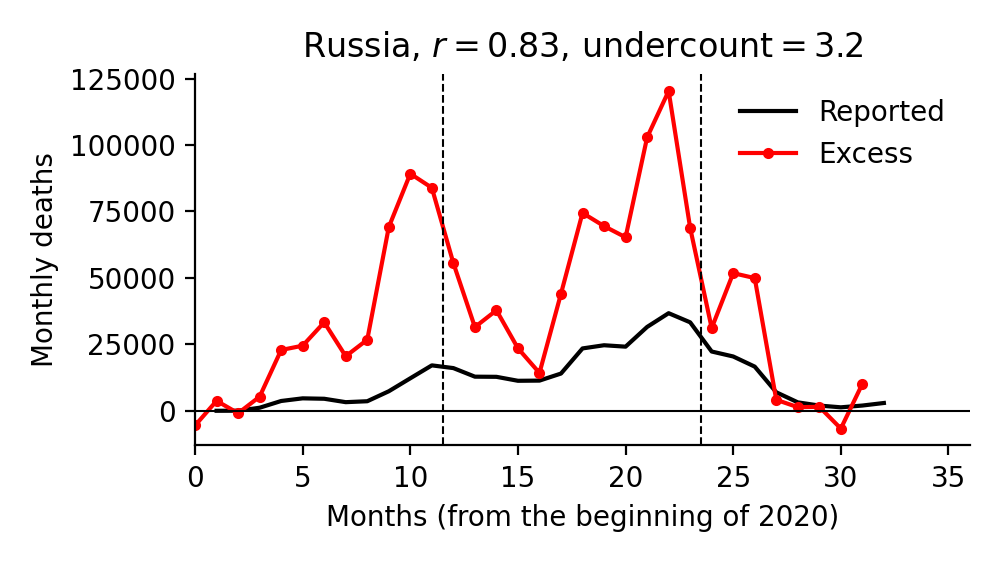 Russia, r = 0.83, undercount = 3.2
125000
100000
75000
50000
25000
0
Monthly deaths
Reported
Excess
0 5 10 15 20 25 30 35
Months (from the beginning of 2020)